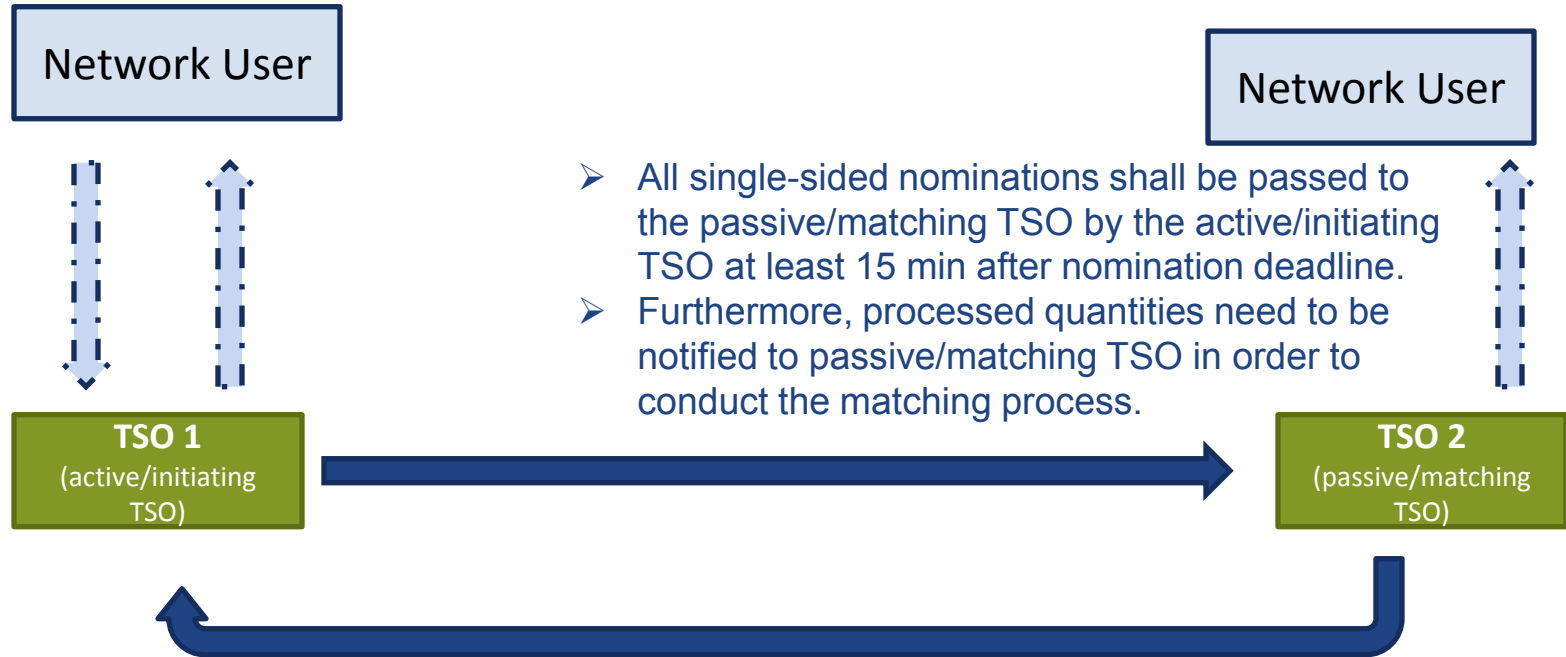 Network User
Network User
➢ All single-sided nominations shall be passed to
the passive/matching TSO by the active/initiating
TSO at least 15 min after nomination deadline.
➢ Furthermore, processed quantities need to be
notified to passive/matching TSO in order to
conduct the matching process.
TSO 1
(active/initiating
TSO)
TSO 2
(passive/matching
TSO)